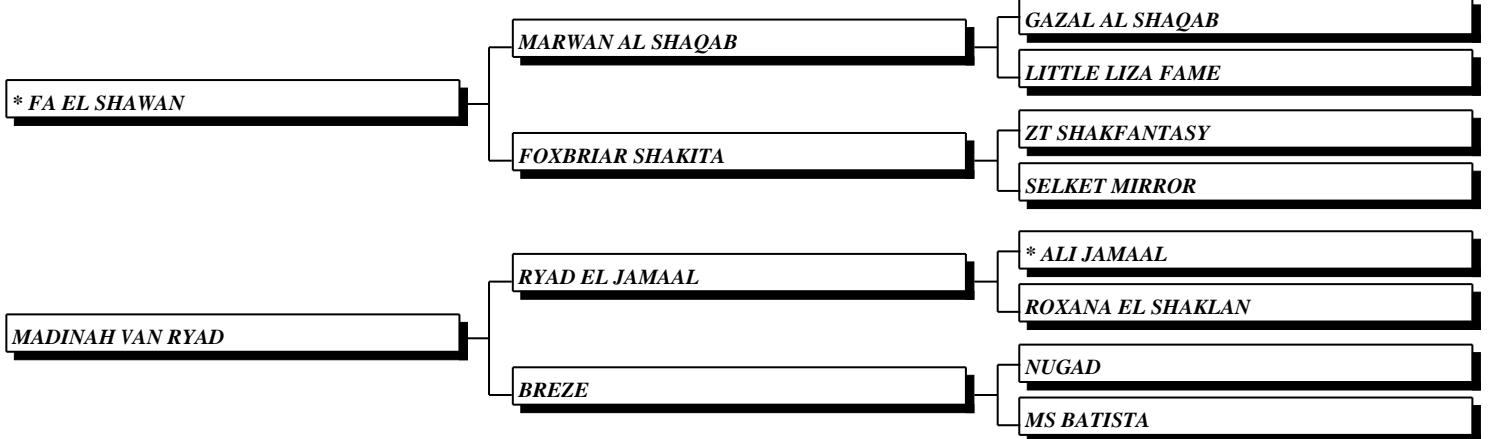 GAZAL AL SHAQAB
MARWAN AL SHAQAB
LITTLE LIZA FAME
* FA EL SHAWAN
ZT SHAKFANTASY
FOXBRIAR SHAKITA
SELKET MIRROR
* ALI JAMAAL
RYAD EL JAMAAL
ROXANA EL SHAKLAN
MADINAH VAN RYAD
NUGAD
BREZE
MS BATISTA